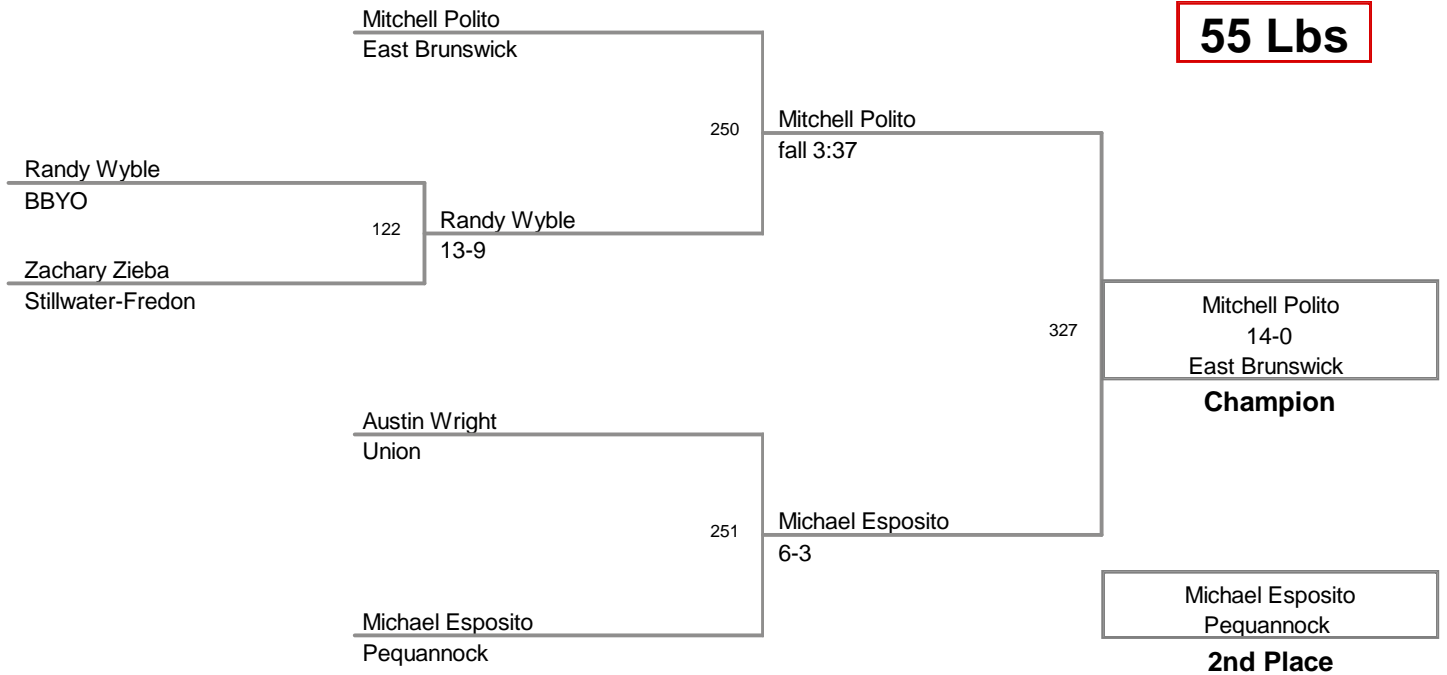 Mitchell Polito
East Brunswick
55 Lbs
250
Mitchell Polito
fall 3:37
Randy Wyble
BBYO
122
Randy Wyble
13-9
Zachary Zieba
Stillwater-Fredon
327
Mitchell Polito
14-0
East Brunswick
Champion
Austin Wright
Union
251
Michael Esposito
6-3
Michael Esposito
Pequannock
Michael Esposito
Pequannock
2nd Place